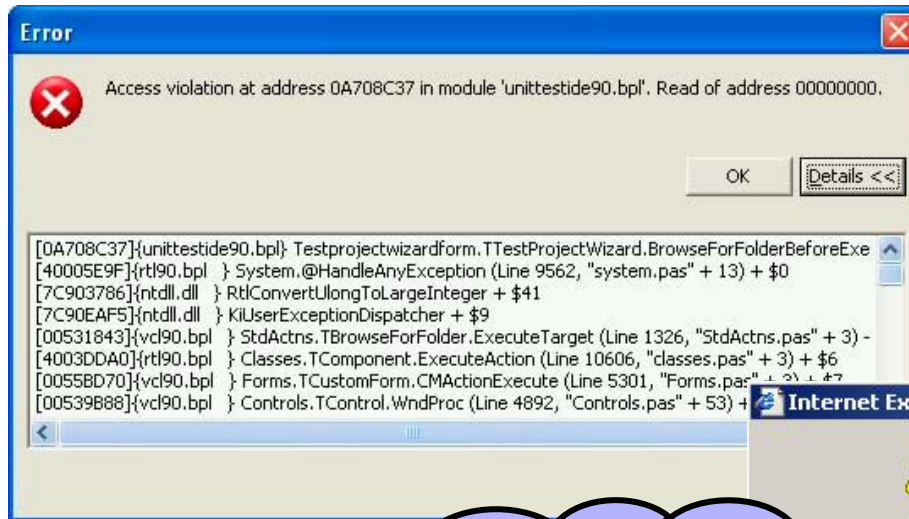 Error
Access violation at address 0A708C37 in module 'unittestide90.bpl'. Read of address 00000000.
OK
Details <<
[0A708C37]{unittestide90.bpl} Testprojectwizardform.TTestProjectWizard.BrowseForFolderBeforeExe
[40005E9F]{rtl90.bpl } System.@HandleAnyException (Line 9562, "system.pas" + 13) + $0
[7C903786]{ntdll.dll } RtlConvertUlongToLargeInteger + $41
[7C90EAF5]{ntdll.dll } KiUserExceptionDispatcher + $9
[00531843]{vcl90.bpl } StdActns.TBrowseForFolder.ExecuteTarget (Line 1326, "StdActns.pas" + 3) -
[4003DDA0]{rtl90.bpl } Classes.TComponent.ExecuteAction (Line 10606, "classes.pas" + 3) + $6
[0055BD70]{vcl90.bpl } Forms.TCustomForm.CMActionExecute (Line 5301, "Forms.pas" + 3) + $7
[00539B88]{vcl90.bpl } Controls.TControl.WndProc (Line 4892, "Controls.pas" + 53) +
Internet Ex